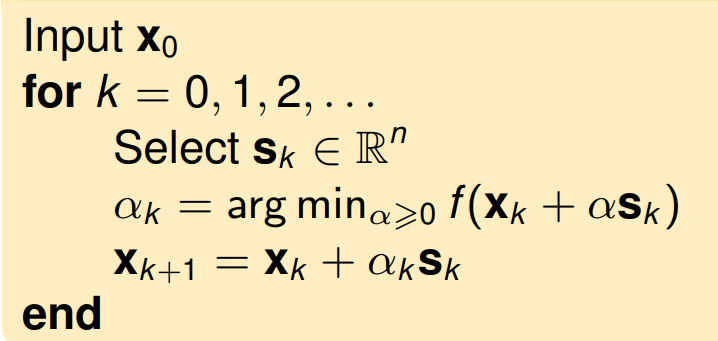 Input x₀
for k = 0, 1, 2, . . .
Select sₖ ∈ ℝⁿ
αₖ = arg min_{α⩾0} f(xₖ + αsₖ)
xₖ₊₁ = xₖ + αₖsₖ
end